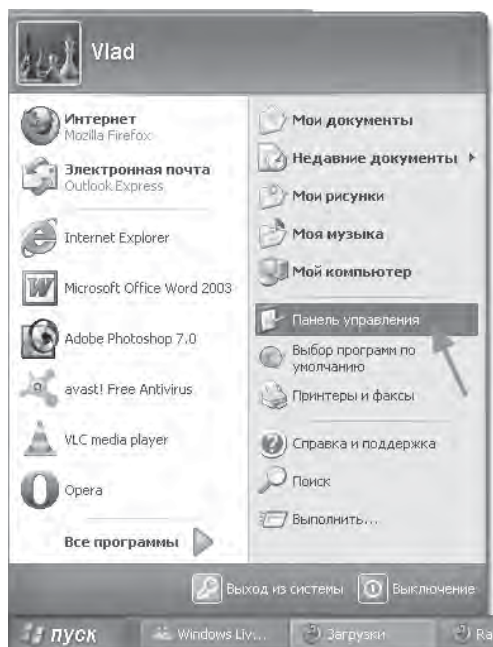 Vlad
Интернет
Mozilla Firefox
Электронная почта
Outlook Express
Internet Explorer
Microsoft Office Word 2003
Adobe Photoshop 7.0
avast! Free Antivirus
VLC media player
Opera
Все программы
Мои документы
Недавние документы
Мои рисунки
Моя музыка
Мой компьютер
Панель управления
Выбор программ по
умолчанию
Принтеры и факсы
Справка и поддержка
Поиск
Выполнить...
Выход из системы Выключение
пуск Windows Liv... Загрузки Ra